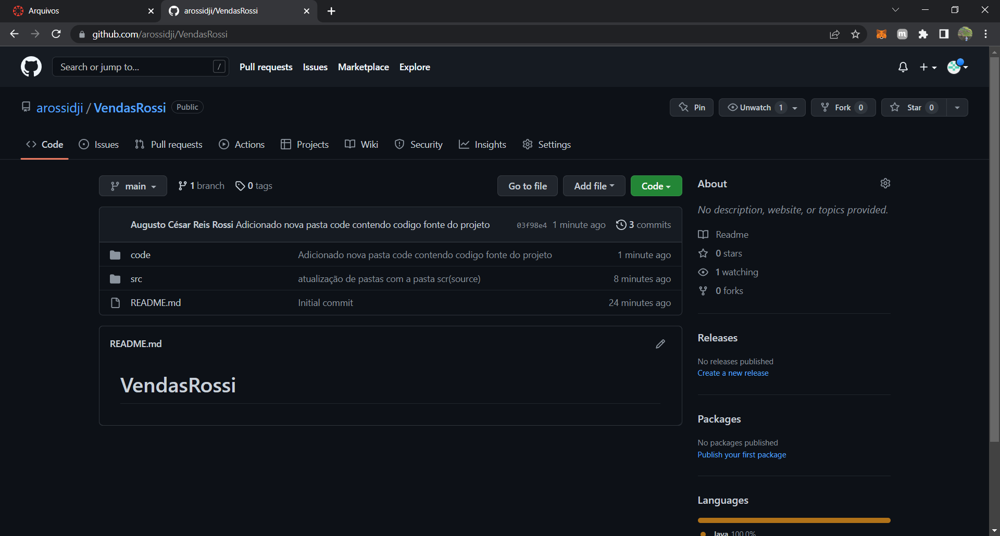 Arquivos
arossidji/VendasRossi
github.com/arossidji/VendasRossi
Search or jump to...
/
Pull requests
Issues
Marketplace
Explore
arossidji / VendasRossi
Public
Pin
Unwatch 1
Fork 0
Star 0
Code
Issues
Pull requests
Actions
Projects
Wiki
Security
Insights
Settings
main
1 branch
0 tags
Go to file
Add file
Code
Augusto César Reis Rossi Adicionado nova pasta code contendo codigo fonte do projeto
03f98e4 1 minute ago
3 commits
code
Adicionado nova pasta code contendo codigo fonte do projeto
1 minute ago
src
atualização de pastas com a pasta scr(source)
8 minutes ago
README.md
Initial commit
24 minutes ago
README.md
VendasRossi
About
No description, website, or topics provided.
Readme
0 stars
1 watching
0 forks
Releases
No releases published
Create a new release
Packages
No packages published
Publish your first package
Languages
Java 100.0%